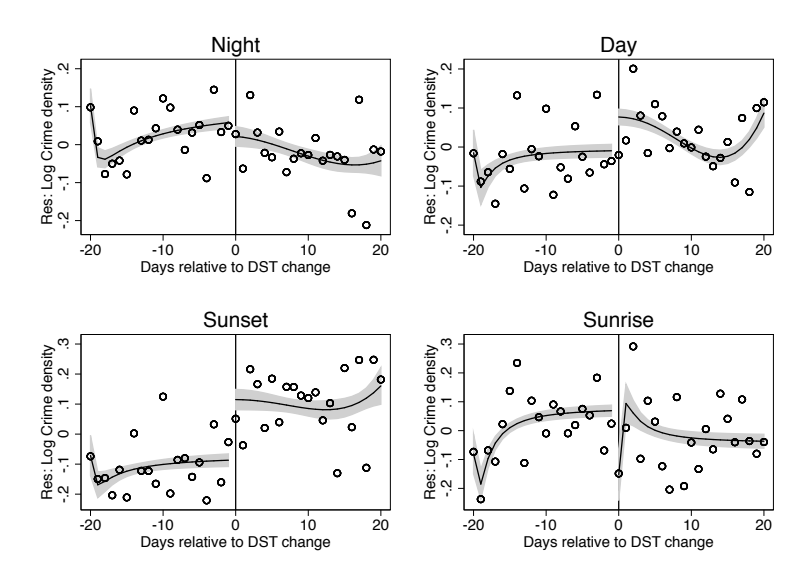 Night
Res: Log Crime density
.2
.1
0
-.1
-.2
-20 -10 0 10 20
Days relative to DST change
Day
Res: Log Crime density
.2
.1
0
-.1
-.2
-20 -10 0 10 20
Days relative to DST change
Sunset
Res: Log Crime density
.3
.2
.1
0
-.1
-.2
-20 -10 0 10 20
Days relative to DST change
Sunrise
Res: Log Crime density
.3
.2
.1
0
-.1
-.2
-20 -10 0 10 20
Days relative to DST change